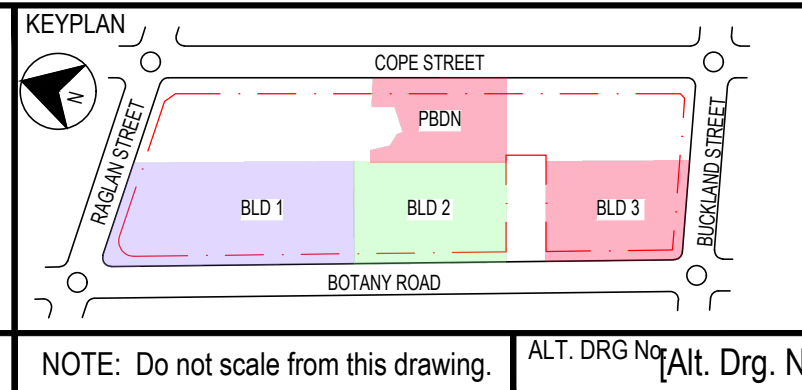 KEYPLAN
COPE STREET
N
RAGLAN STREET
PBDN
BUCKLAND STREET
BLD 1
BLD 2
BLD 3
BOTANY ROAD
NOTE: Do not scale from this drawing.
ALT. DRG No.
[Alt. Drg. N